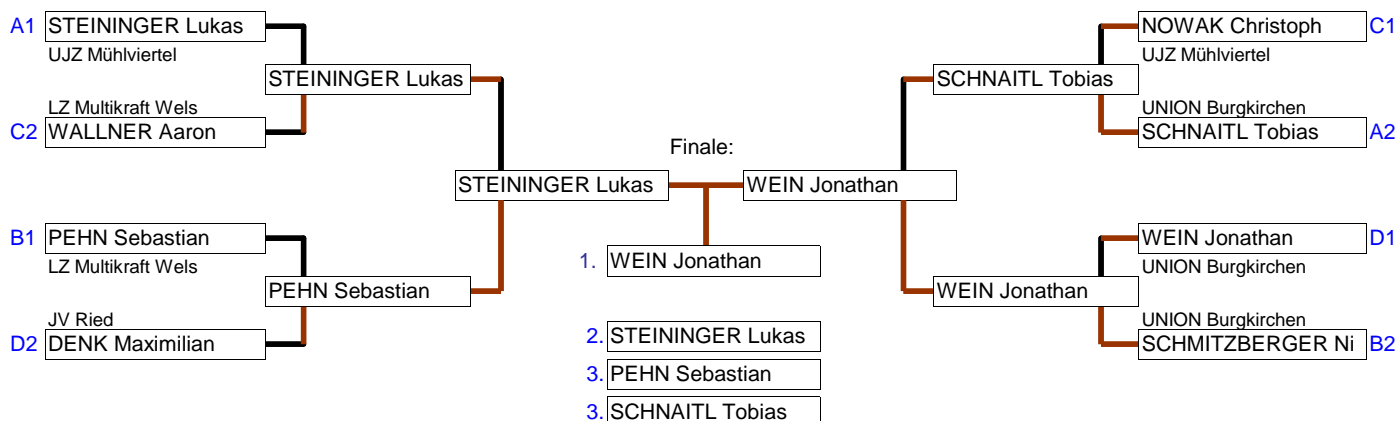 A1 STEININGER Lukas
UJZ Mühlviertel
STEININGER Lukas
LZ Multikraft Wels
C2 WALLNER Aaron
STEININGER Lukas
B1 PEHN Sebastian
LZ Multikraft Wels
PEHN Sebastian
JV Ried
D2 DENK Maximilian
Finale:
1. WEIN Jonathan
2. STEININGER Lukas
3. PEHN Sebastian
3. SCHNAITL Tobias
NOWAK Christoph C1
UJZ Mühlviertel
SCHNAITL Tobias
UNION Burgkirchen
SCHNAITL Tobias A2
WEIN Jonathan
WEIN Jonathan D1
UNION Burgkirchen
WEIN Jonathan
UNION Burgkirchen
SCHMITZBERGER Ni B2